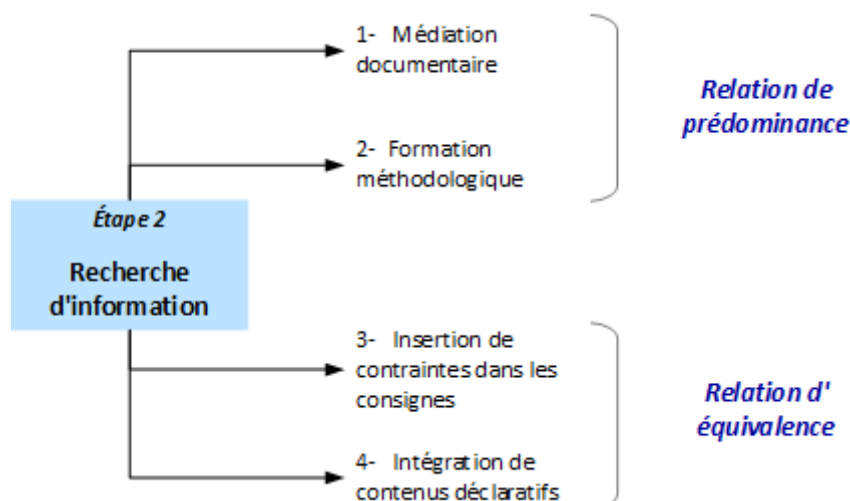 1- Médiation
documentaire
Relation de
prédominance
2- Formation
méthodologique
Étape 2
Recherche
d'information
3- Insertion de
contraintes dans les
consignes
Relation d'
équivalence
4- Intégration de
contenus déclaratifs